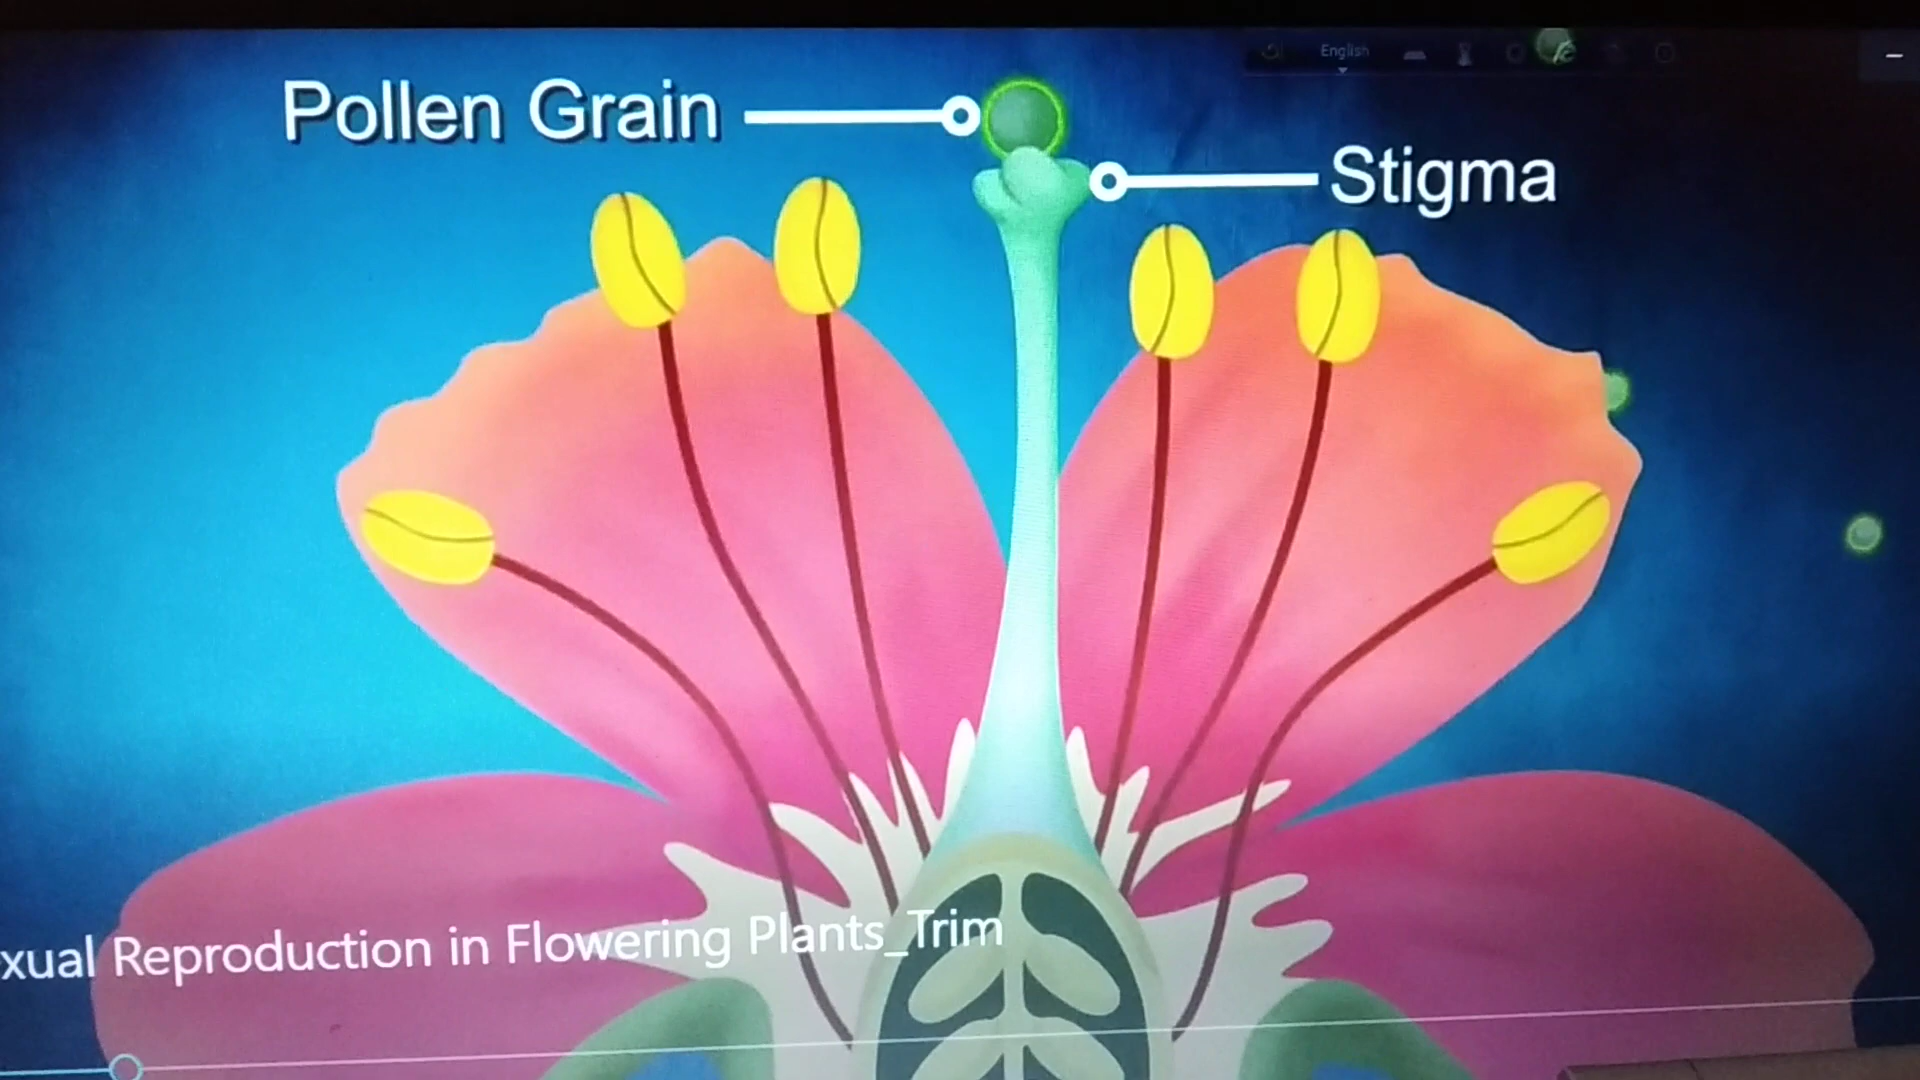 English
Pollen Grain
Stigma
xual Reproduction in Flowering Plants_Trim